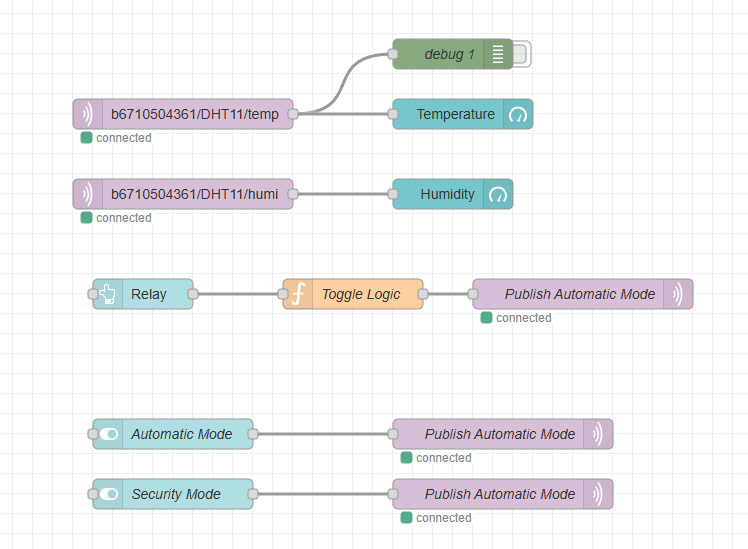 debug 1
b6710504361/DHT11/temp
Temperature
connected
b6710504361/DHT11/humi
Humidity
connected
Relay
Toggle Logic
Publish Automatic Mode
connected
Automatic Mode
Publish Automatic Mode
connected
Security Mode
Publish Automatic Mode
connected